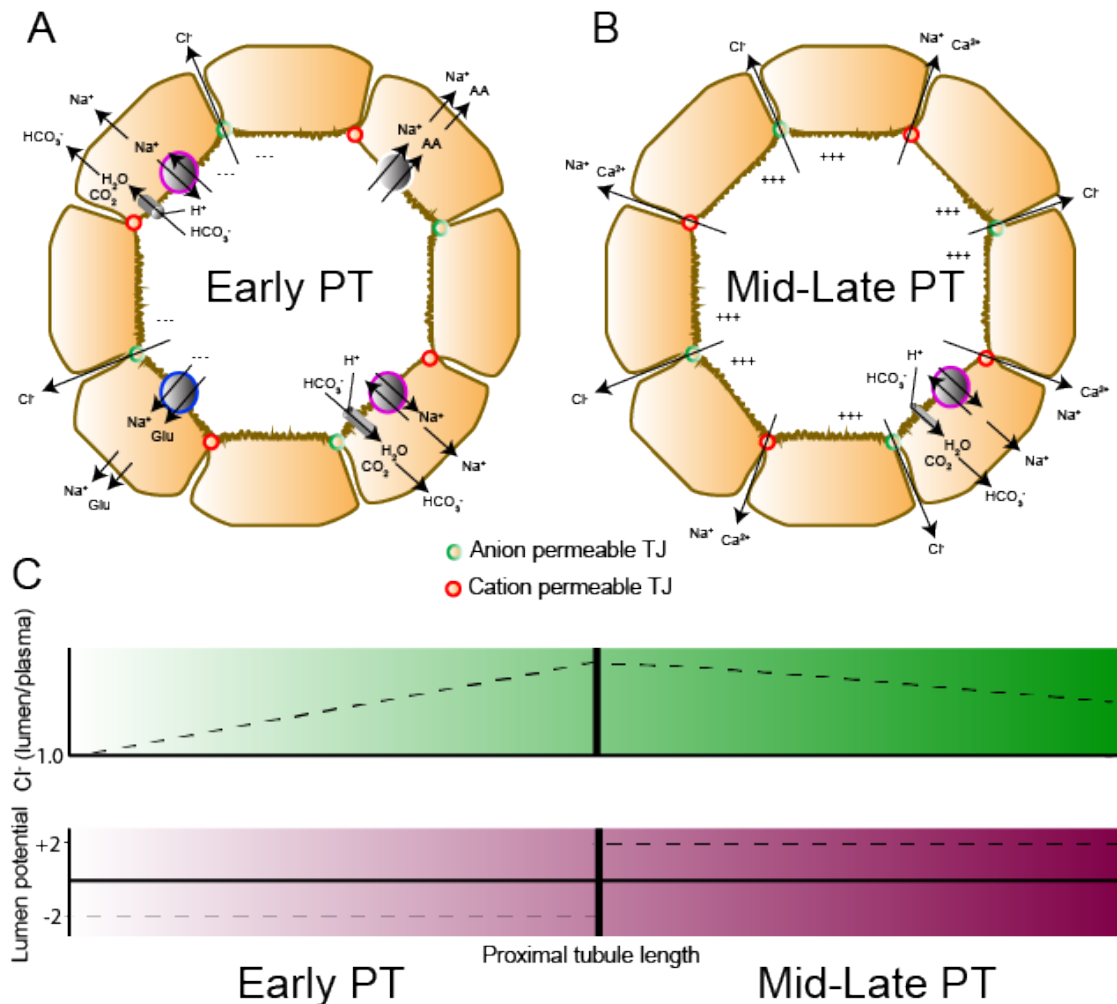 A
B
Cl-
Na+
HCO3-
Na+
H2O
CO2
H+
HCO3-
---
Na+
AA
Na+
AA
Early PT
---
---
Cl-
Na+
Glu
Na+
Glu
H+
HCO3-
Na+
H2O
CO2
Na+
HCO3-
Cl-
Na+
Ca2+
+++
+++
Na+
Ca2+
Cl-
+++
+++
Mid-Late PT
+++
+++
Cl-
H+
HCO3-
Ca2+
Na+
+++
H2O
CO2
Na+
HCO3-
Na+
Ca2+
Cl-
Anion permeable TJ
Cation permeable TJ
C
Cl- (lumen/plasma)
1.0
Lumen potential
+2
-2
Proximal tubule length
Early PT
Mid-Late PT